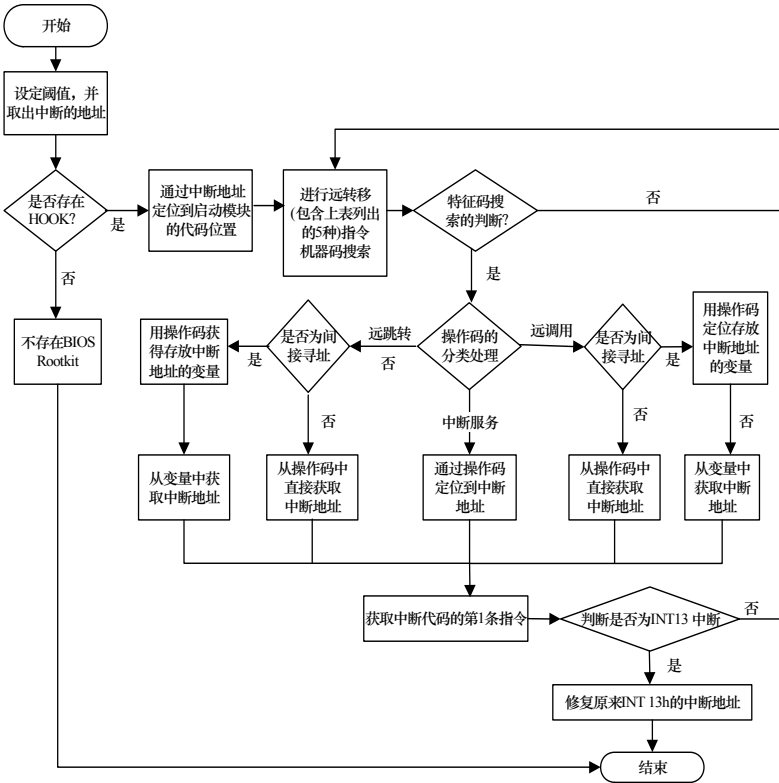 开始
设定阈值，并
取出中断的地址
是否存在
HOOK?
是
通过中断地址
定位到启动模块
的代码位置
进行远转移
(包含上表列出
的5种)指令
机器码搜索
特征码搜
索的判断?
否
否
是
不存在BIOS
Rootkit
用操作码获
得存放中断
地址的变量
是
是否为间
接寻址
远跳转
否
操作码的
分类处理
远调用
是否为间
接寻址
是
用操作码
定位存放
中断地址
的变量
否
中断服务
否
否
从变量中获
取中断地址
从操作码中
直接获取
中断地址
通过操作码
定位到中断
地址
从操作码中
直接获取
中断地址
从变量中
获取中断
地址
获取中断代码的第1条指令
判断是否为INT13 中断
否
是
修复原来INT 13h的中断地址
结束